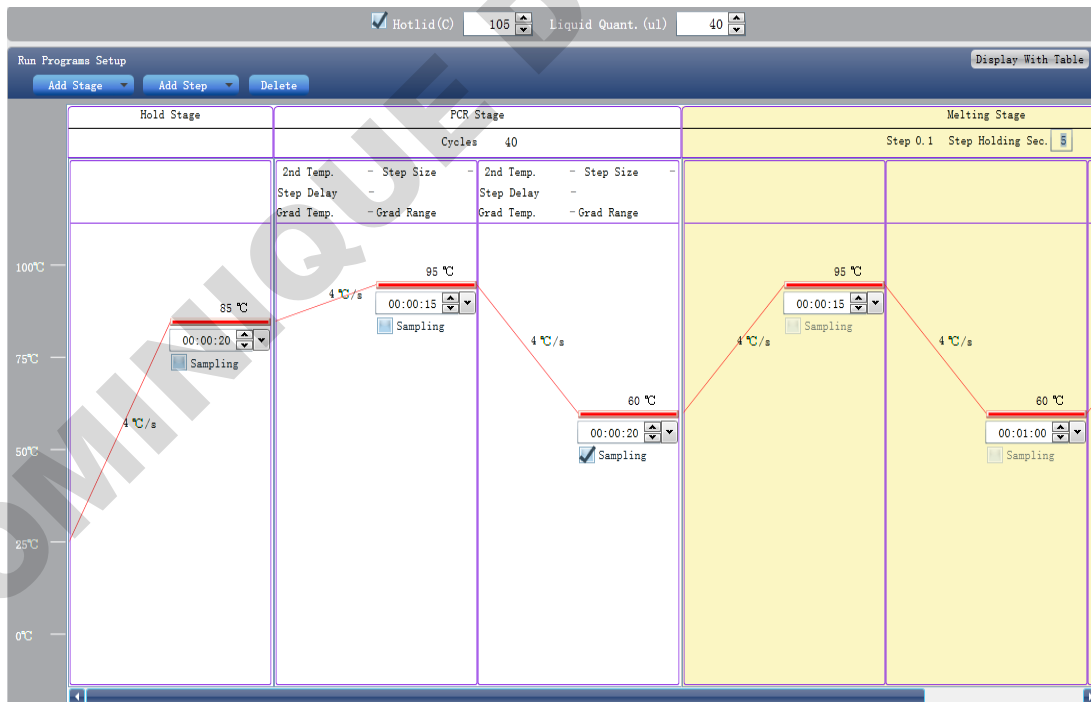 Hotlid(C) 105 Liquid Quant.(ul) 40
Run Programs Setup
Display With Table
Add Stage Add Step Delete
Hold Stage PCR Stage Melting Stage
Cycles 40 Step 0.1 Step Holding Sec. 5
2nd Temp. - Step Size - 2nd Temp. - Step Size -
Step Delay - Step Delay -
Grad Temp. - Grad Range Grad Temp. - Grad Range
100℃
95 ℃ 95 ℃
4 ℃/s 00:00:15 00:00:15
85 ℃ Sampling Sampling
00:00:20 4 ℃/s 4 ℃/s 4 ℃/s
75℃
Sampling
60 ℃ 60 ℃
4 ℃/s 00:00:20 00:01:00
50℃ Sampling Sampling
25℃
0℃
DOMINIQUE D